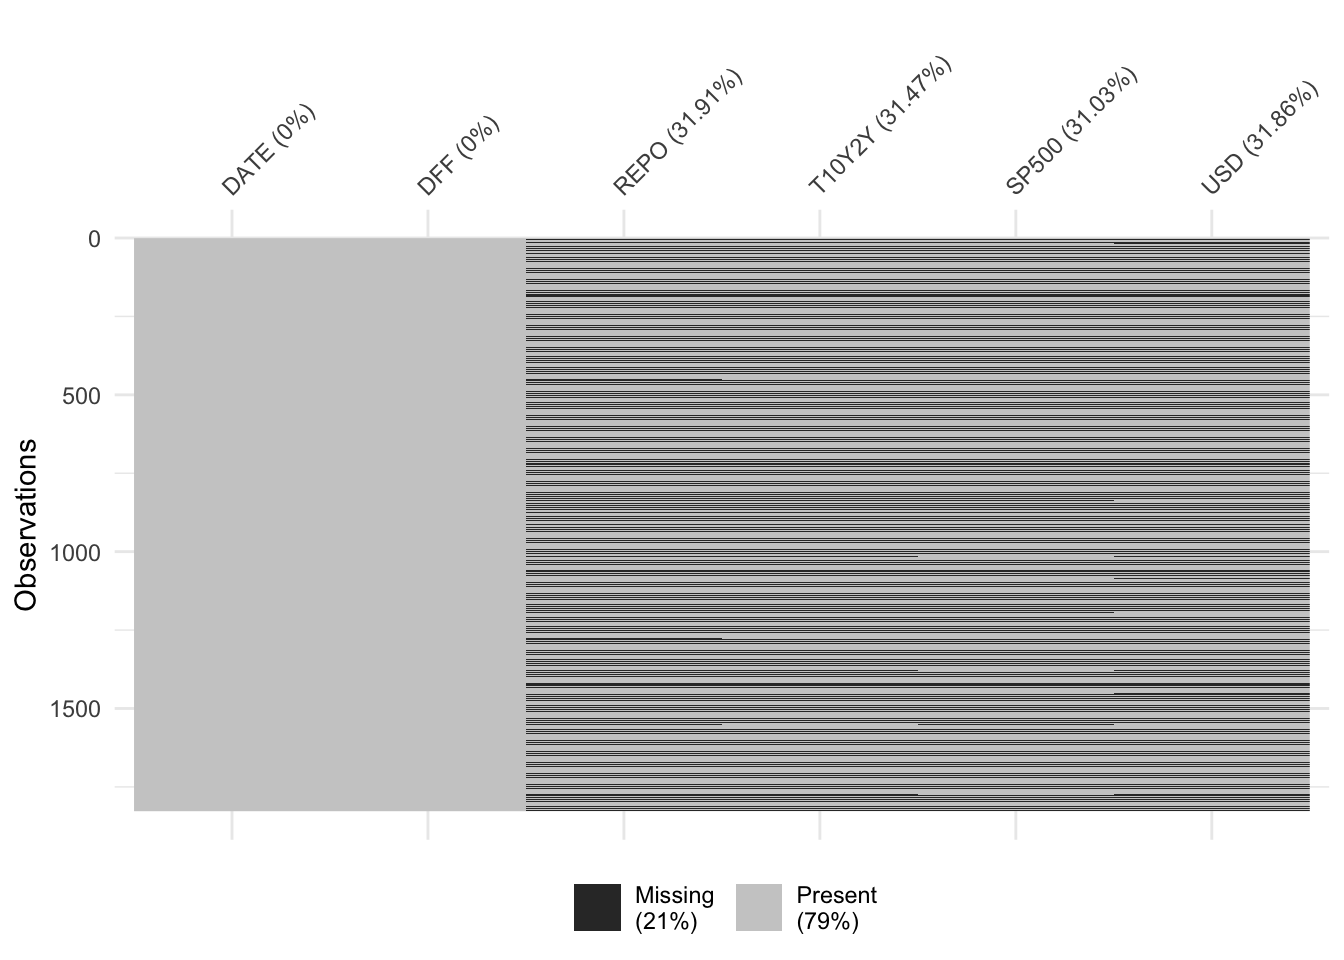 DATE (0%)
DFF (0%)
REPO (31.91%)
T10Y2Y (31.47%)
SP500 (31.03%)
USD (31.86%)
0
500
1000
1500
Observations
Missing
(21%)
Present
(79%)